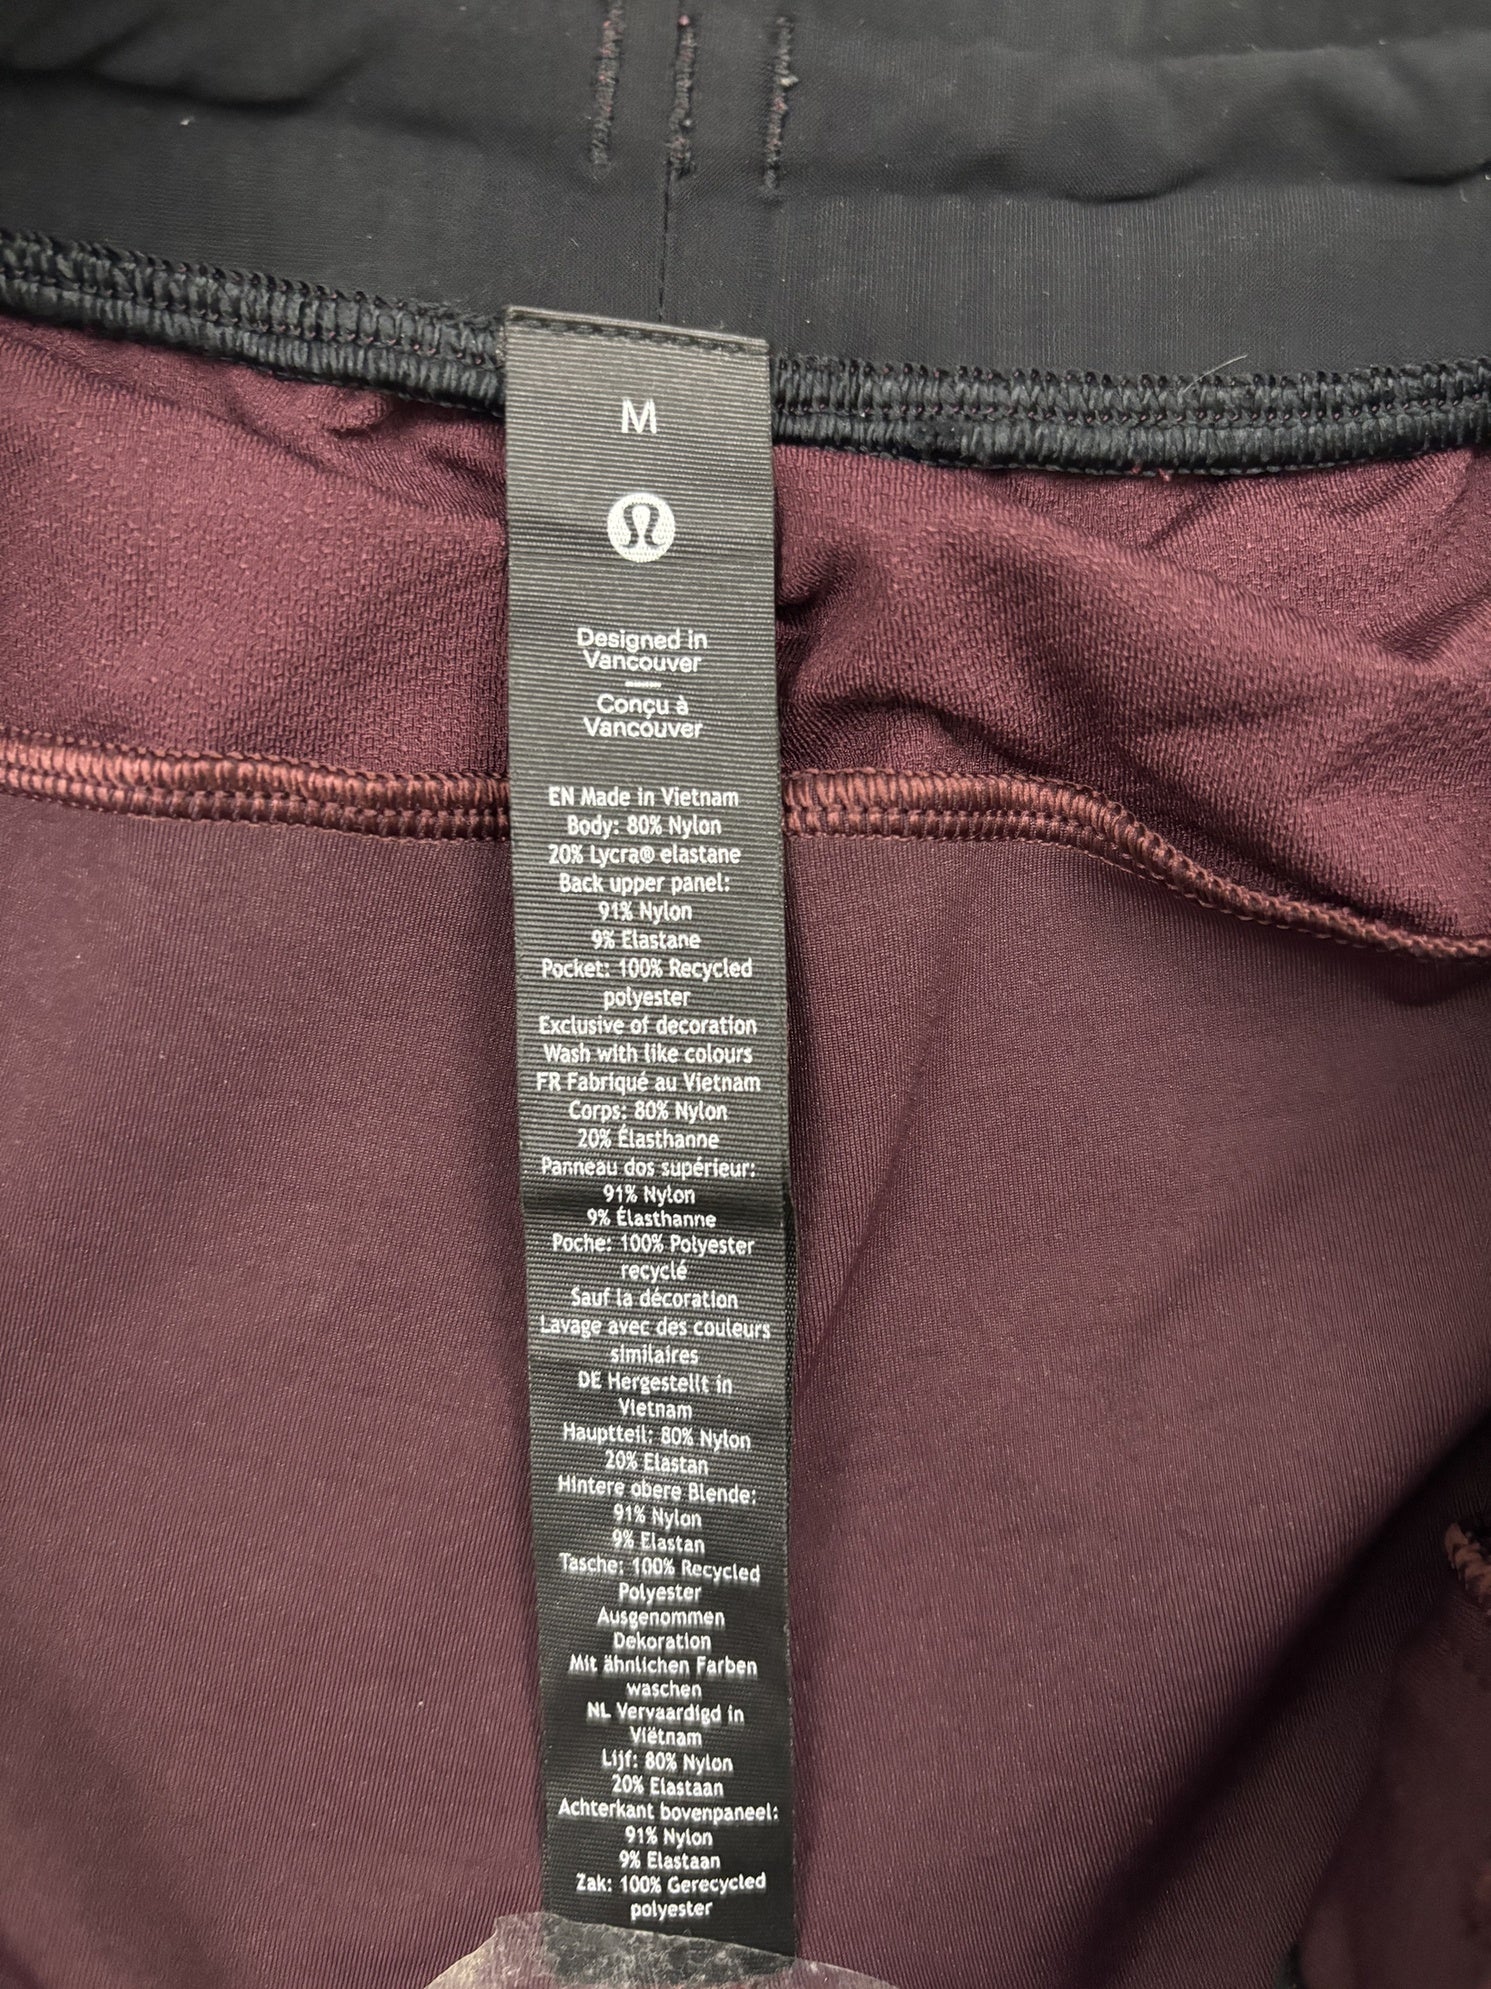 M
Designed in
Vancouver
Conçu à
Vancouver
EN Made in Vietnam
Body: 80% Nylon
20% Lycra® elastane
Back upper panel:
91% Nylon
9% Elastane
Pocket: 100% Recycled
polyester
Exclusive of decoration
Wash with like colours
FR Fabriqué au Vietnam
Corps: 80% Nylon
20% Élasthanne
Panneau dos supérieur:
91% Nylon
9% Élasthanne
Poche: 100% Polyester
recyclé
Sauf la décoration
Lavage avec des couleurs
similaires
DE Hergestellt in
Vietnam
Hauptteil: 80% Nylon
20% Elastan
Hintere obere Blende:
91% Nylon
9% Elastan
Tasche: 100% Recycled
Polyester
Ausgenommen
Dekoration
Mit ähnlichen Farben
waschen
NL Vervaardigd in
Viëtnam
Lijf: 80% Nylon
20% Elastaan
Achterkant bovenpaneel:
91% Nylon
9% Elastaan
Zak: 100% Gerecycled
polyester